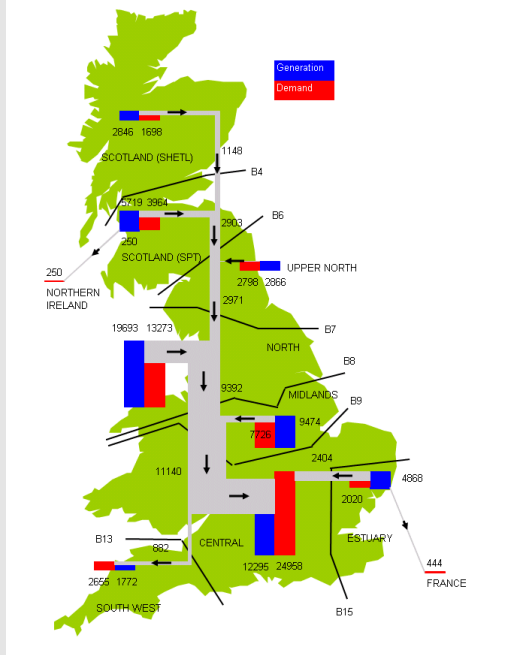 Generation
Demand
2846 1698
SCOTLAND (SHETL)
1148
B4
5719 3964
B6
2903
250
SCOTLAND (SPT)
250
NORTHERN
IRELAND
UPPER NORTH
2798 2866
2971
19693 13273
B7
NORTH
B8
9392
MIDLANDS
B9
9474
7726
2404
11140
4868
2020
B13
882
CENTRAL
ESTUARY
444
FRANCE
12295 24958
2655 1772
SOUTH WEST
B15